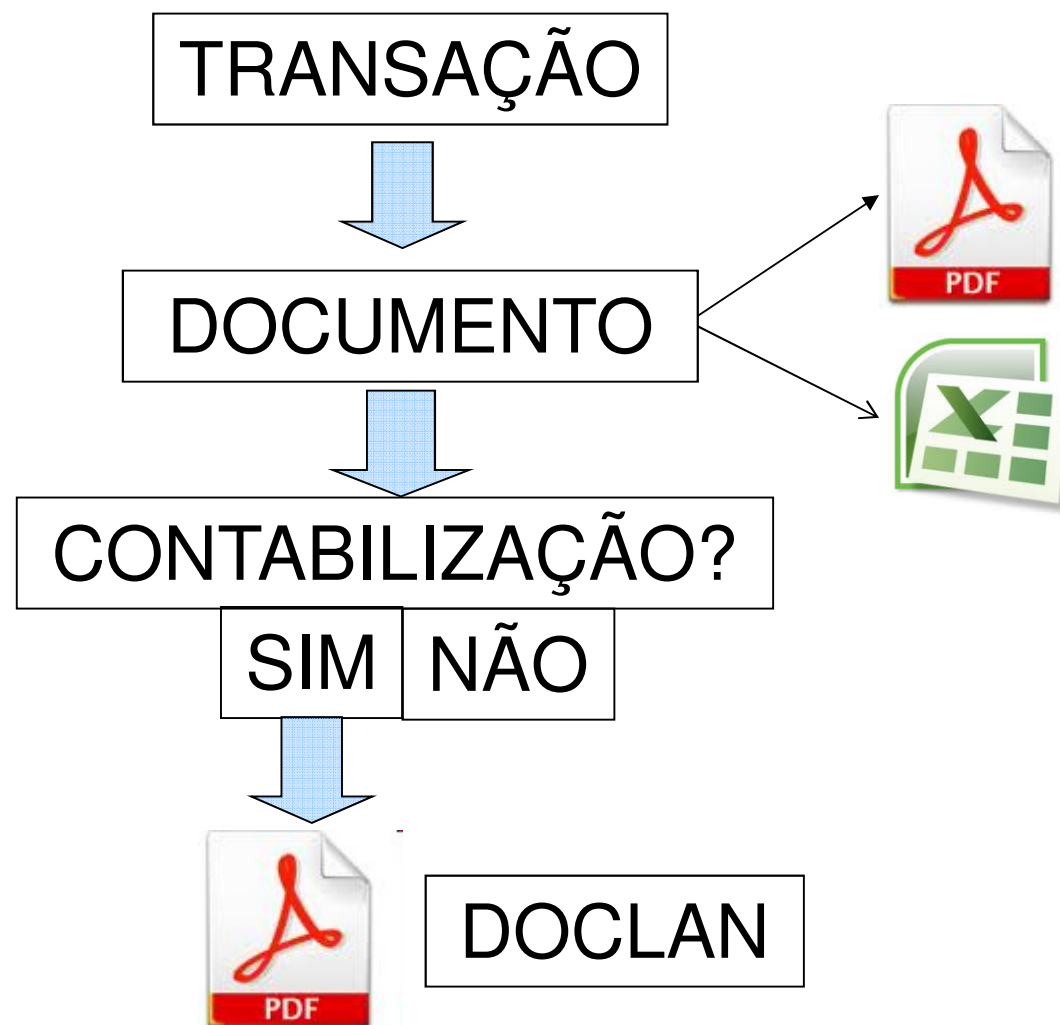 TRANSAÇÃO
PDF
DOCUMENTO
CONTABILIZAÇÃO?
SIM NÃO
DOCLAN
PDF